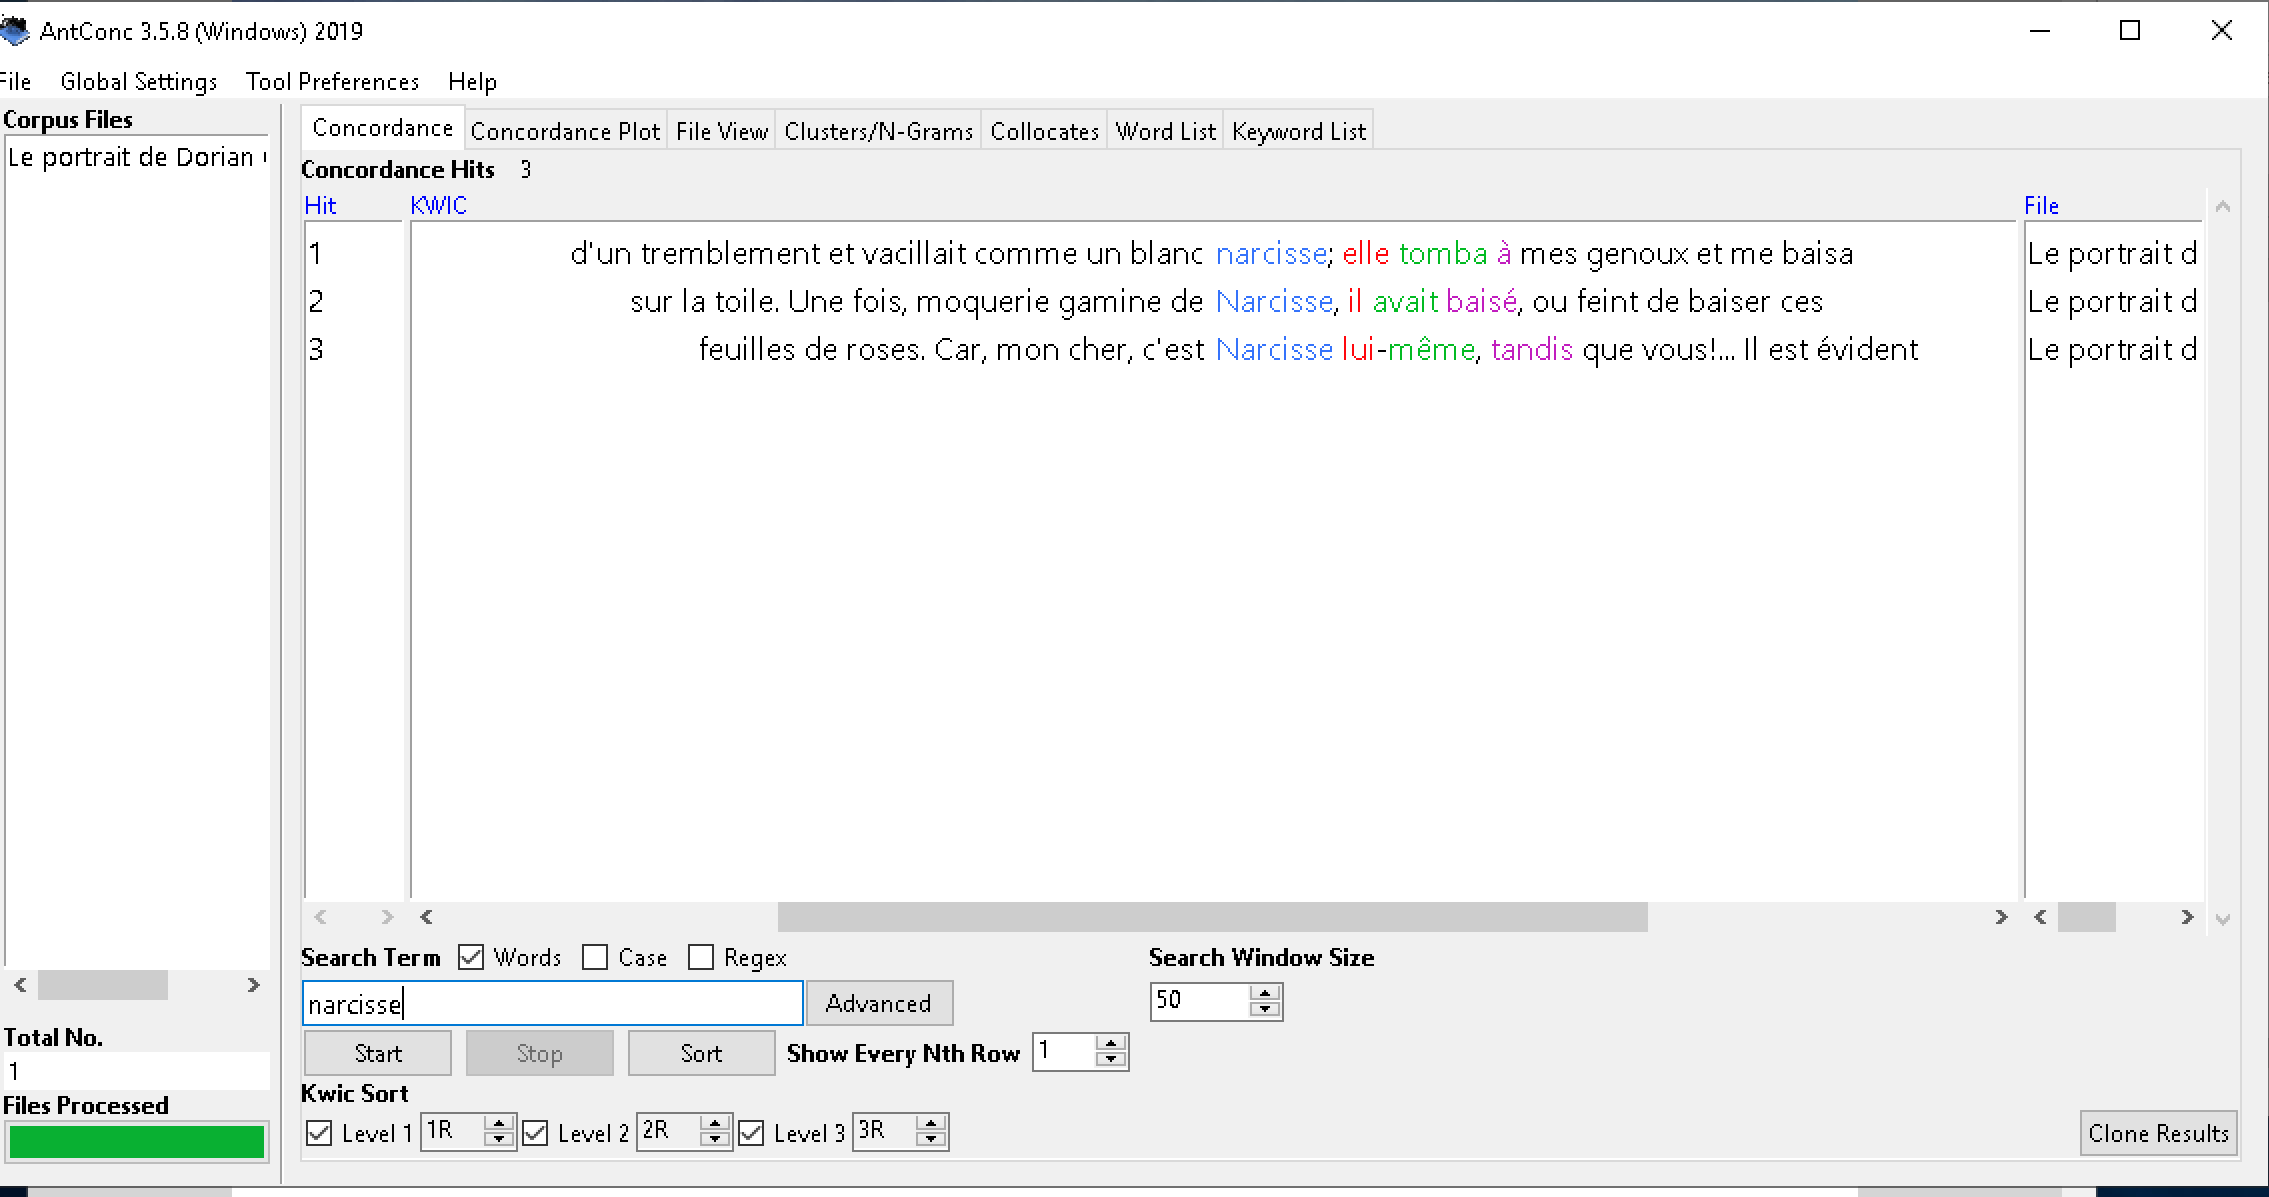 AntConc 3.5.8 (Windows) 2019
File Global Settings Tool Preferences Help
Corpus Files
Le portrait de Dorian
Concordance Concordance Plot File View Clusters/N-Grams Collocates Word List Keyword List
Concordance Hits 3
Hit KWIC File
1 d'un tremblement et vacillait comme un blanc narcisse; elle tomba à mes genoux et me baisa Le portrait d
2 sur la toile. Une fois, moquerie gamine de Narcisse, il avait baisé, ou feint de baiser ces Le portrait d
3 feuilles de roses. Car, mon cher, c'est Narcisse lui-même, tandis que vous!... Il est évident Le portrait d
Search Term Words Case Regex Search Window Size
narcisse Advanced 50
Total No.
1
Start Stop Sort Show Every Nth Row 1
Files Processed
Kwic Sort
Level 1 1R Level 2 2R Level 3 3R Clone Results